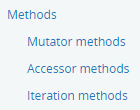 Methods
Mutator methods
Accessor methods
Iteration methods